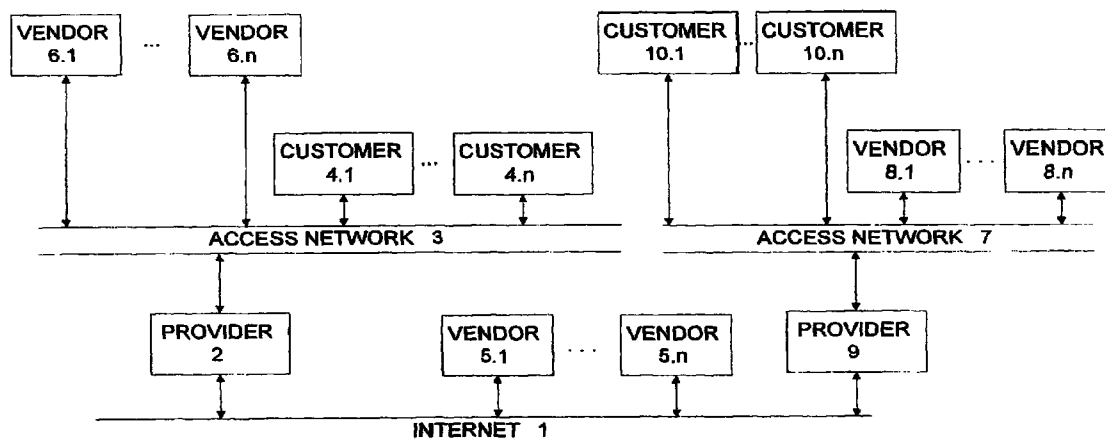 VENDOR
6.1
...
VENDOR
6.n
CUSTOMER
10.1
...
CUSTOMER
10.n
CUSTOMER
4.1
...
CUSTOMER
4.n
VENDOR
8.1
. . .
VENDOR
8.n
ACCESS NETWORK 3
ACCESS NETWORK 7
PROVIDER
2
VENDOR
5.1
. . .
VENDOR
5.n
PROVIDER
9
INTERNET 1